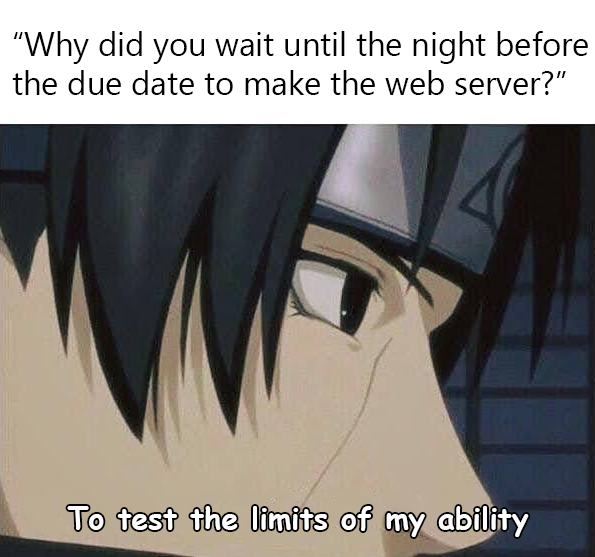 “Why did you wait until the night before
the due date to make the web server?”
To test the limits of my ability